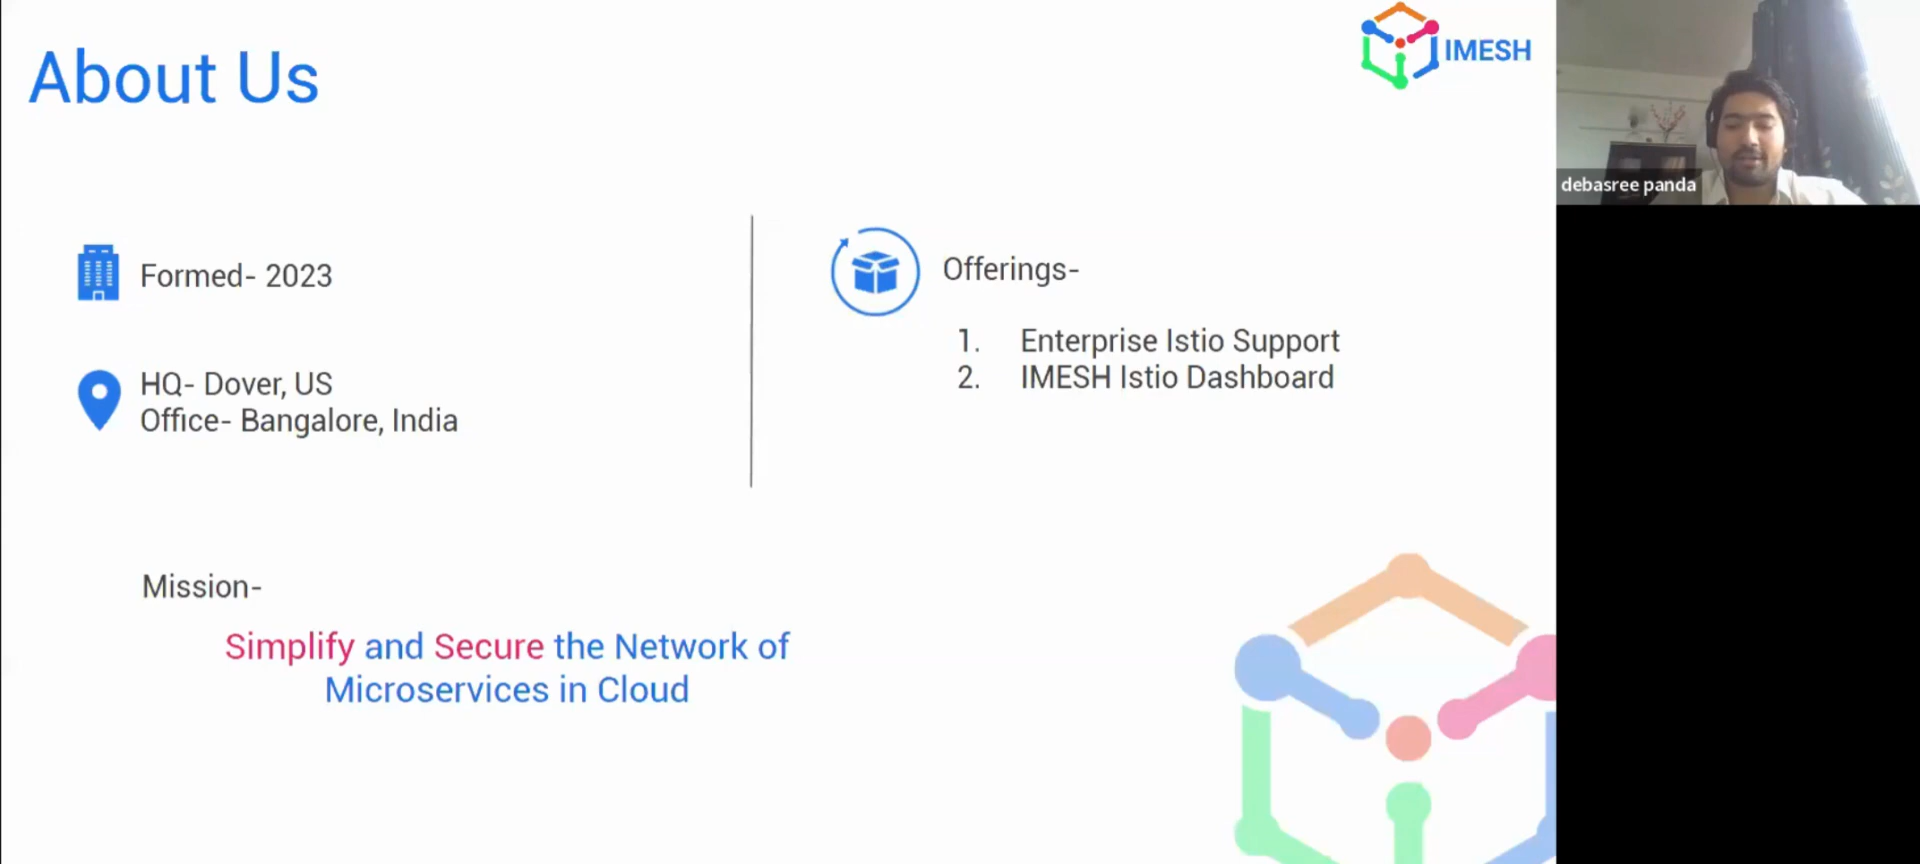 About Us
IMESH
debasree panda
Formed- 2023
HQ- Dover, US
Office- Bangalore, India
Offerings-
1. Enterprise Istio Support
2. IMESH Istio Dashboard
Mission-
Simplify and Secure the Network of
Microservices in Cloud